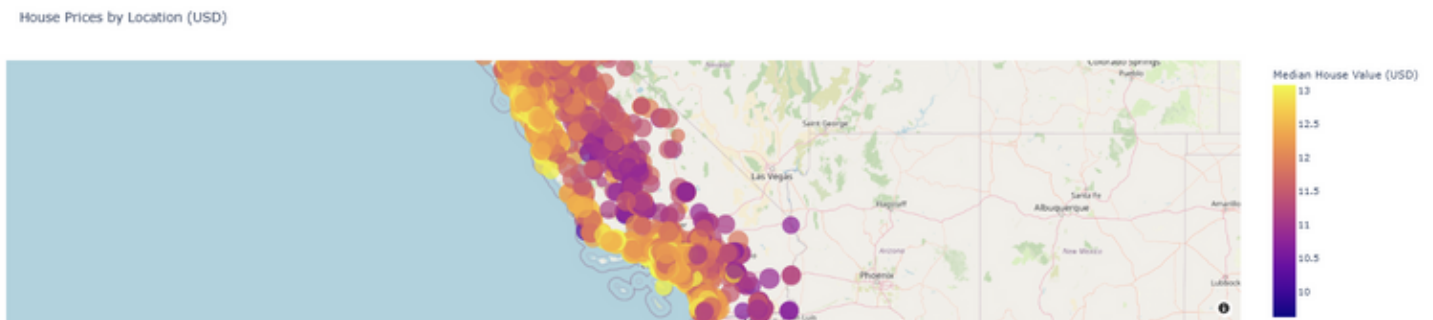 House Prices by Location (USD)
Nevada
Colorado Springs
Pueblo
Median House Value (USD)
13
12.5
12
11.5
11
10.5
10
Saint George
Las Vegas
Santa Fe
Albuquerque
Flagstaff
Amarillo
Arizona
New Mexico
Phoenix
Lubbock